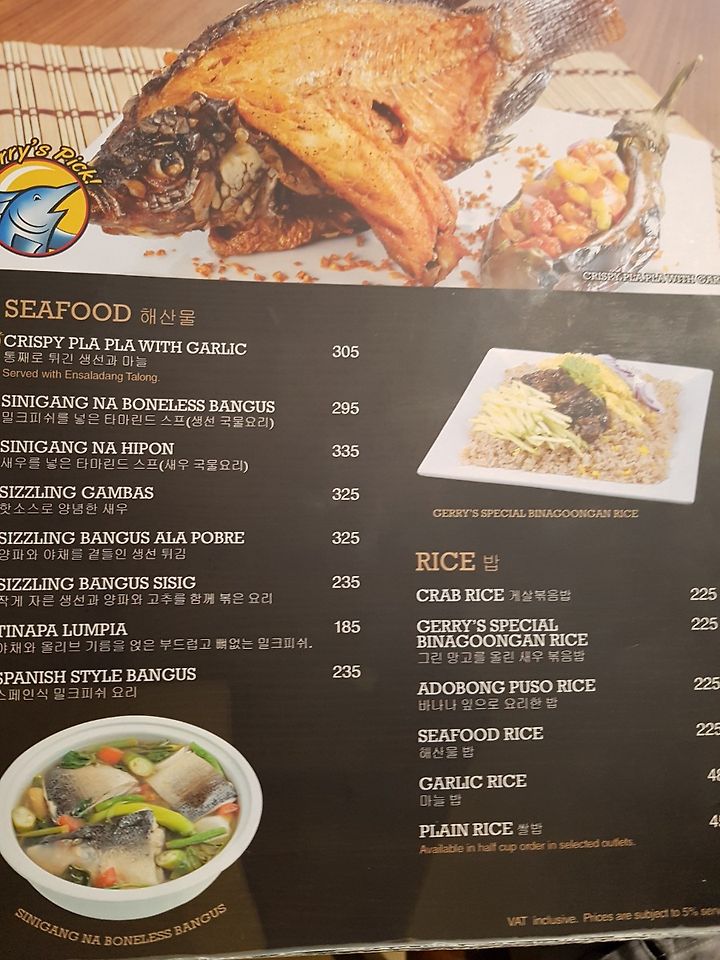 Pick!
CRISPY PLA PLA WITH
SEAFOOD 해산물
CRISPY PLA PLA WITH GARLIC 305
통째로 튀긴 생선과 마늘
Served with Ensaladang Talong.
SINIGANG NA BONELESS BANGUS 295
밀크피쉬를 넣은 타마린드 스프(생선 국물요리)
SINIGANG NA HIPON 335
새우를 넣은 타마린드 스프(새우 국물요리)
SIZZLING GAMBAS 325
핫소스로 양념한 새우
SIZZLING BANGUS ALA POBRE 325
양파와 야채를 곁들인 생선 튀김
SIZZLING BANGUS SISIG 235
작게 자른 생선과 양파와 고추를 함께 볶은 요리
TINAPA LUMPIA 185
야채와 올리브 기름을 얹은 부드럽고 뼈없는 밀크피쉬.
SPANISH STYLE BANGUS 235
스페인식 밀크피쉬 요리
SINIGANG NA BONELESS BANGUS
GERRY'S SPECIAL BINAGOONGAN RICE
RICE 밥
CRAB RICE 게살볶음밥 225
GERRY'S SPECIAL 225
BINAGOONGAN RICE
그린 망고를 올린 새우 볶음밥
ADOBONG PUSO RICE 225
바나나 잎으로 요리한 밥
SEAFOOD RICE 225
해산물 밥
GARLIC RICE
마늘 밥
PLAIN RICE 쌀밥
Available in half cup order in selected outlets.
VAT inclusive. Prices are subject to 5%